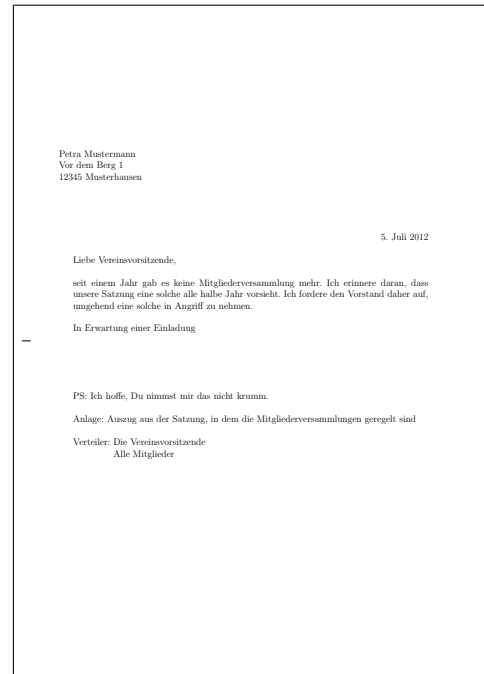 Petra Mustermann
Vor dem Berg 1
12345 Musterhausen
5. Juli 2012
Liebe Vereinsvorsitzende,
seit einem Jahr gab es keine Mitgliederversammlung mehr. Ich erinnere daran, dass
unsere Satzung eine solche alle halbe Jahr vorsieht. Ich fordere den Vorstand daher auf,
umgehend eine solche in Angriff zu nehmen.
In Erwartung einer Einladung
PS: Ich hoffe, Du nimmst mir das nicht krumm.
Anlage: Auszug aus der Satzung, in dem die Mitgliederversammlungen geregelt sind
Verteiler: Die Vereinsvorsitzende
Alle Mitglieder